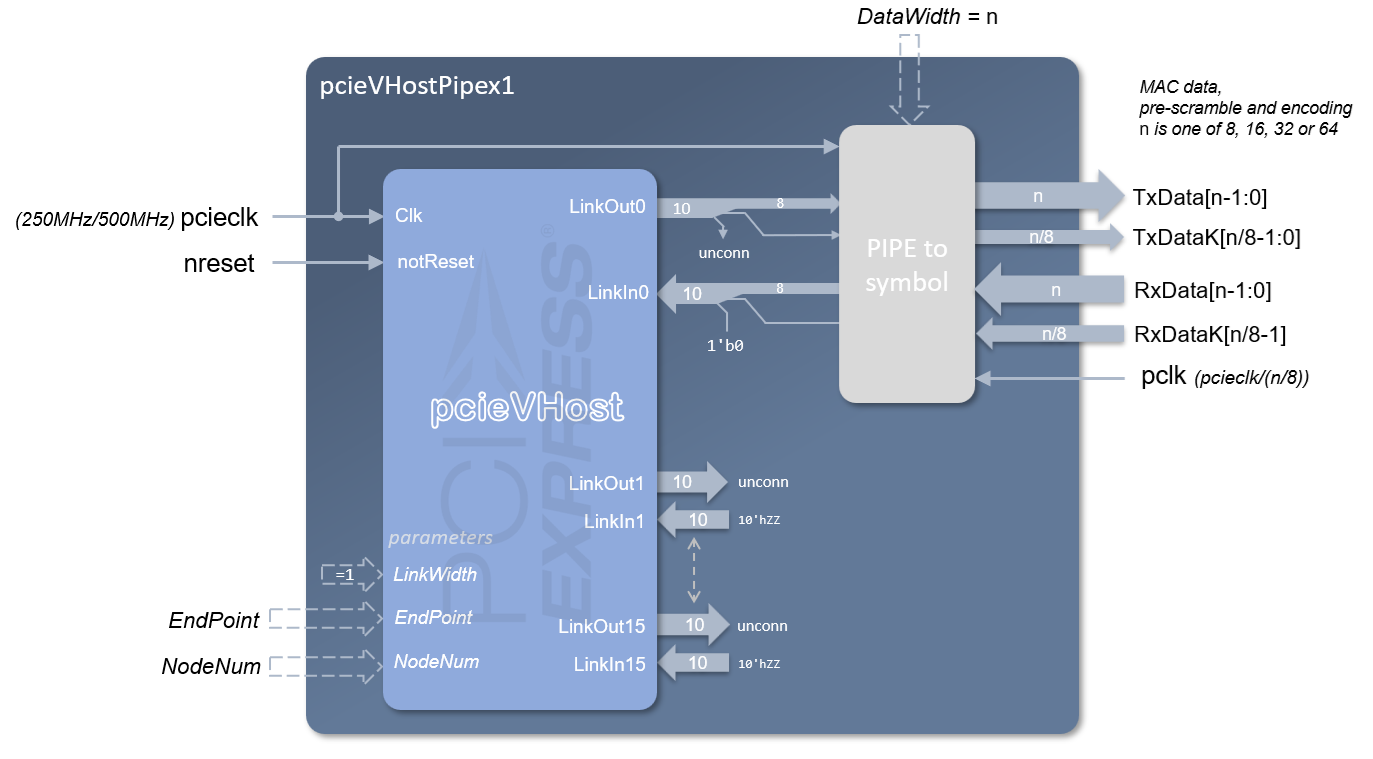 DataWidth = n
pcieVHostPipex1
MAC data,
pre-scramble and encoding
n is one of 8, 16, 32 or 64
(250MHz/500MHz) pcieclk
nreset
Clk
notReset
LinkOut0
10
8
unconn
LinkIn0
10
8
1'b0
PIPE to
symbol
n
TxData[n-1:0]
n/8
TxDataK[n/8-1:0]
n
RxData[n-1:0]
n/8
RxDataK[n/8-1]
pclk (pcieclk/(n/8))
PCI
EXPRESS®
pcieVHost
LinkOut1
10
unconn
LinkIn1
10
10'hZZ
parameters
=1
LinkWidth
EndPoint
EndPoint
LinkOut15
10
unconn
NodeNum
NodeNum
LinkIn15
10
10'hZZ